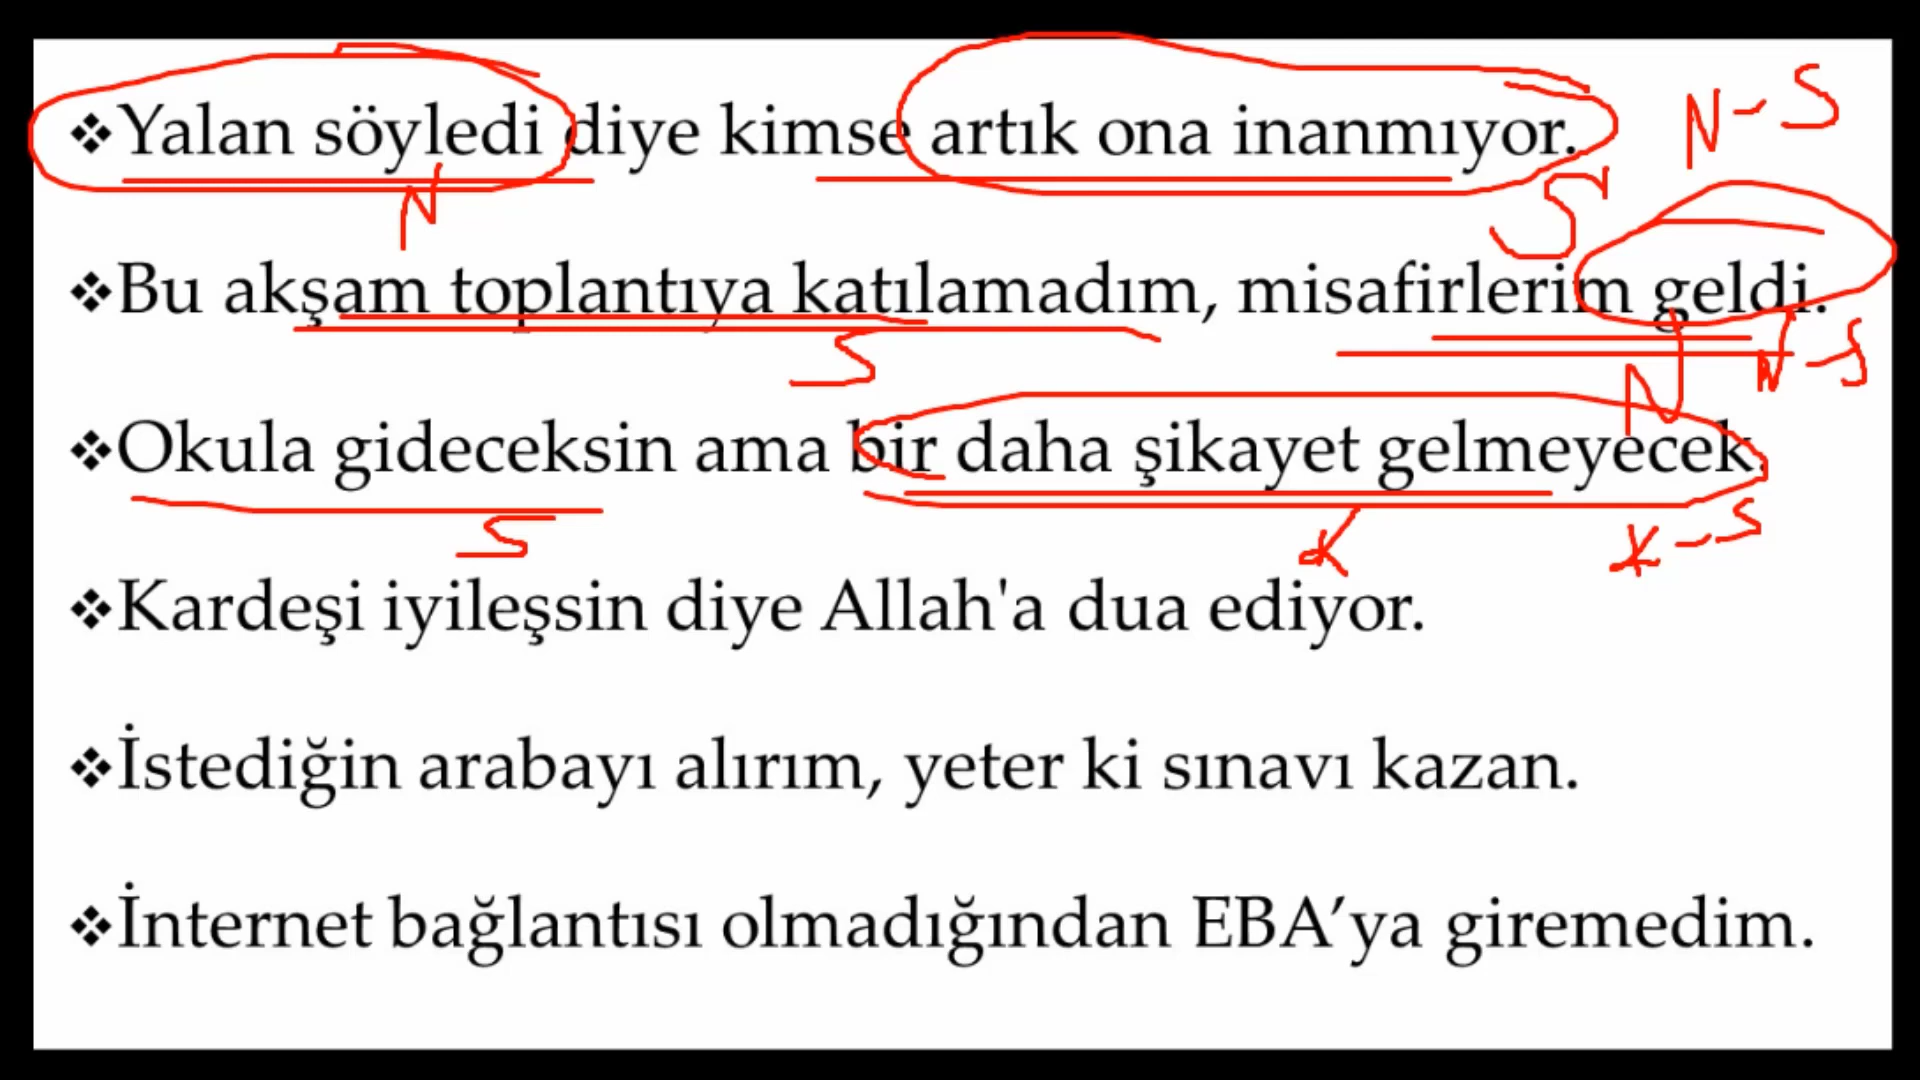 ❖Yalan söyledi diye kimse artık ona inanmıyor. N-S
N S
❖Bu akşam toplantıya katılamadım, misafirlerim geldi.
S N N-S
❖Okula gideceksin ama bir daha şikayet gelmeyecek.
S K K-S
❖Kardeşi iyileşsin diye Allah'a dua ediyor.
❖İstediğin arabayı alırım, yeter ki sınavı kazan.
❖İnternet bağlantısı olmadığından EBA’ya giremedim.